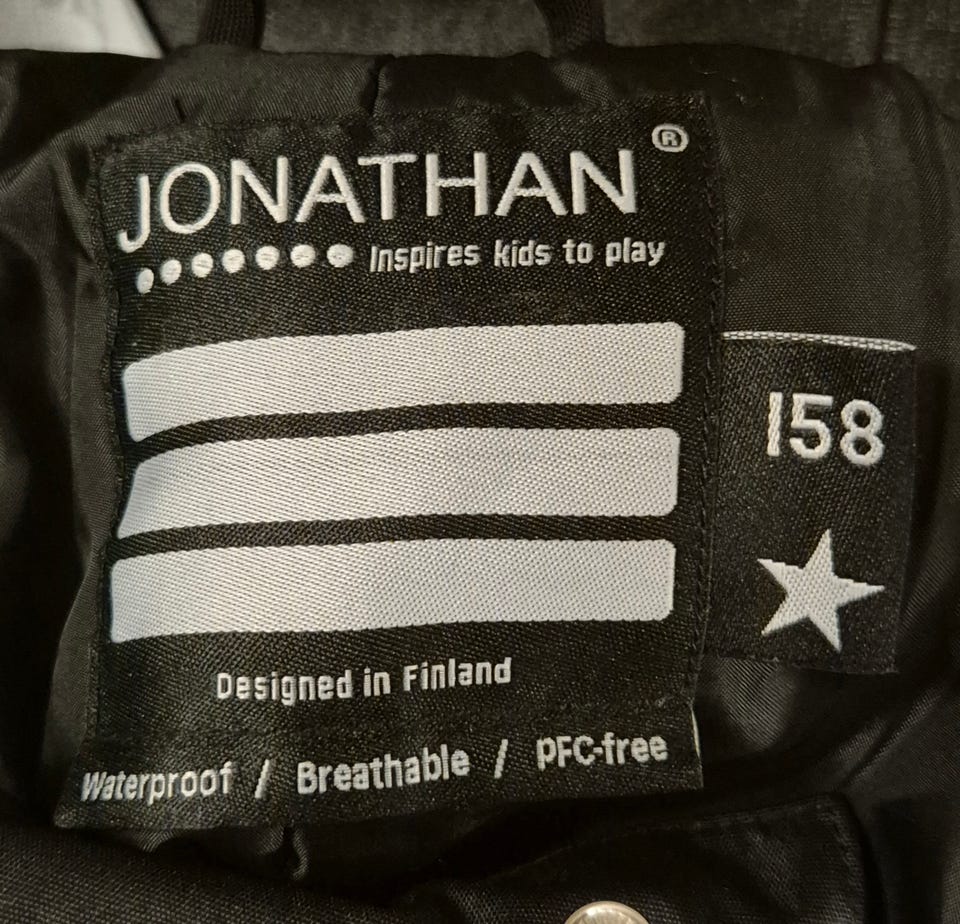 JONATHAN®
Inspires kids to play
158
Designed in Finland
Waterproof / Breathable / PFC-free